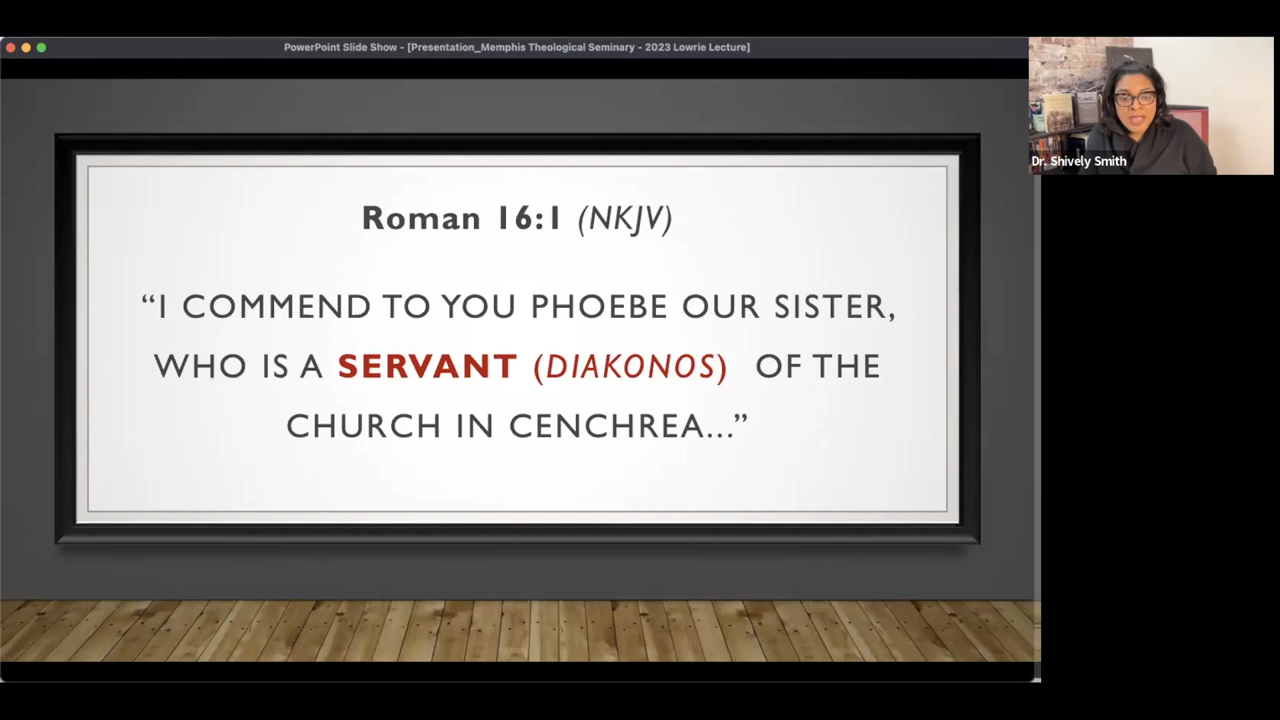 PowerPoint Slide Show - [Presentation_Memphis Theological Seminary - 2023 Lowrie Lecture]
Dr. Shively Smith
Roman 16:1 (NKJV)
“I COMMEND TO YOU PHOEBE OUR SISTER,
WHO IS A SERVANT (DIAKONOS) OF THE
CHURCH IN CENCHREA…”